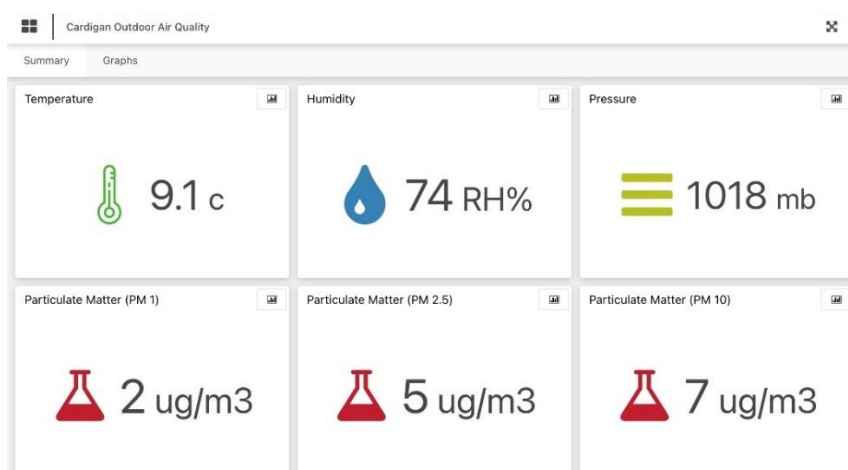 Cardigan Outdoor Air Quality
Summary Graphs
Temperature
9.1 c
Humidity
74 RH%
Pressure
1018 mb
Particulate Matter (PM 1)
2 ug/m3
Particulate Matter (PM 2.5)
5 ug/m3
Particulate Matter (PM 10)
7 ug/m3